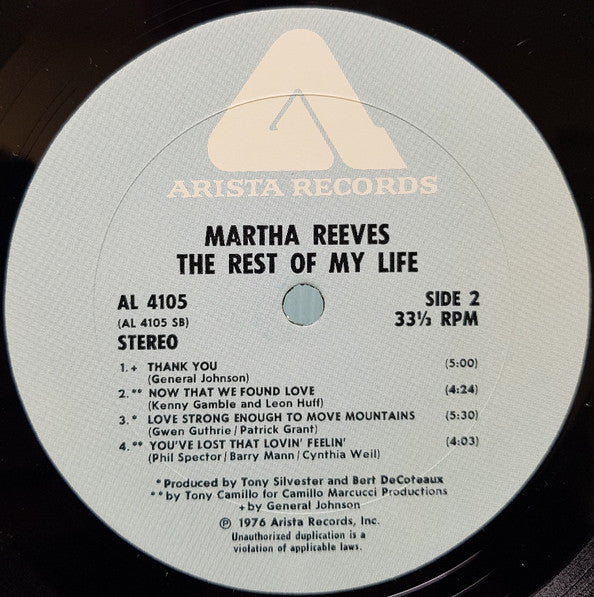 ARISTA RECORDS
MARTHA REEVES
THE REST OF MY LIFE
AL 4105 SIDE 2
(AL 4105 SB) 33⅓ RPM
STEREO
1. + THANK YOU (5:00)
(General Johnson)
2. ** NOW THAT WE FOUND LOVE (4:24)
(Kenny Gamble and Leon Huff)
3. * LOVE STRONG ENOUGH TO MOVE MOUNTAINS (5:30)
(Gwen Guthrie/Patrick Grant)
4. ** YOU'VE LOST THAT LOVIN' FEELIN' (4:03)
(Phil Spector/Barry Mann/Cynthia Weil)
* Produced by Tony Silvester and Bert DeCoteaux
** by Tony Camillo for Camillo Marcucci Productions
+ by General Johnson
℗ 1976 Arista Records, Inc.
Unauthorized duplication is a
violation of applicable laws.